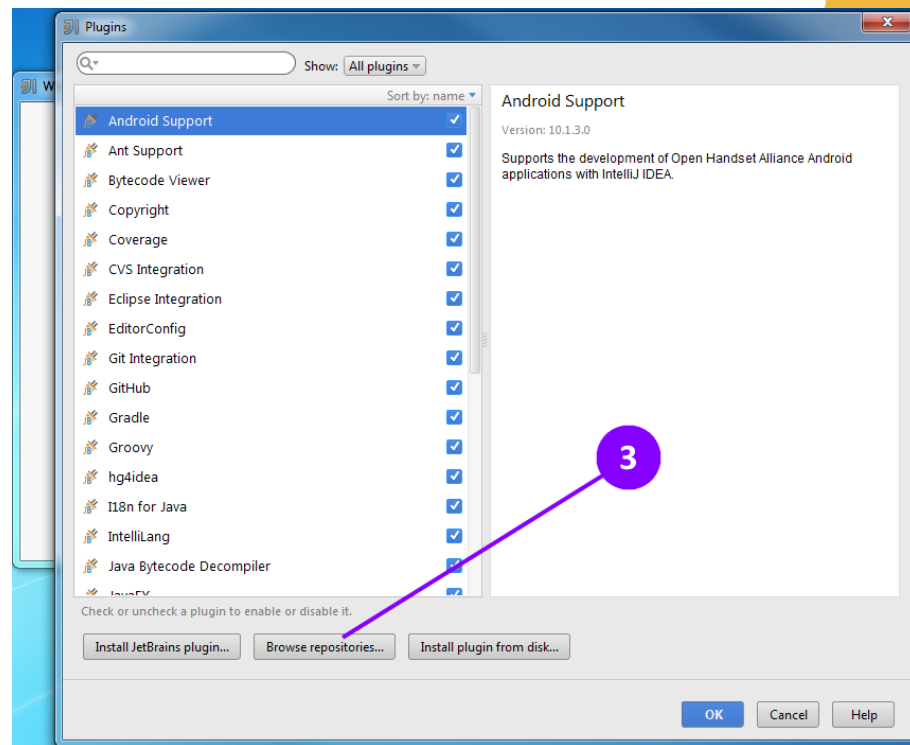 Plugins
Show: All plugins
W
Sort by: name
Android Support
Ant Support
Bytecode Viewer
Copyright
Coverage
CVS Integration
Eclipse Integration
EditorConfig
Git Integration
GitHub
Gradle
Groovy
hg4idea
I18n for Java
IntelliLang
Java Bytecode Decompiler
JavaFX
Android Support
Version: 10.1.3.0
Supports the development of Open Handset Alliance Android
applications with IntelliJ IDEA.
3
Check or uncheck a plugin to enable or disable it.
Install JetBrains plugin... Browse repositories... Install plugin from disk...
OK Cancel Help